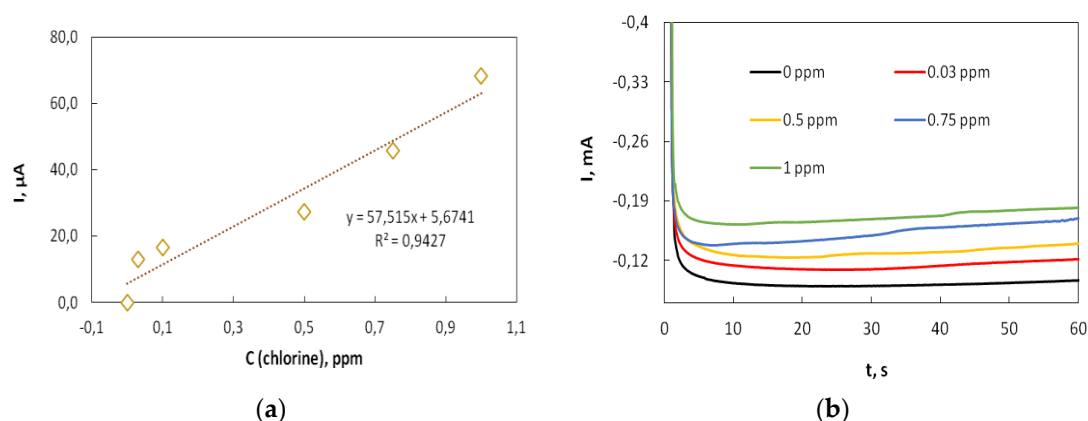 80,0
60,0
40,0
20,0
0,0
I, µA
y = 57,515x + 5,6741
R² = 0,9427
-0,1 0,1 0,3 0,5 0,7 0,9 1,1
C (chlorine), ppm
(a)
-0,4
-0,33
-0,26
-0,19
-0,12
I, mA
0 ppm 0.03 ppm
0.5 ppm 0.75 ppm
1 ppm
0 10 20 30 40 50 60
t, s
(b)